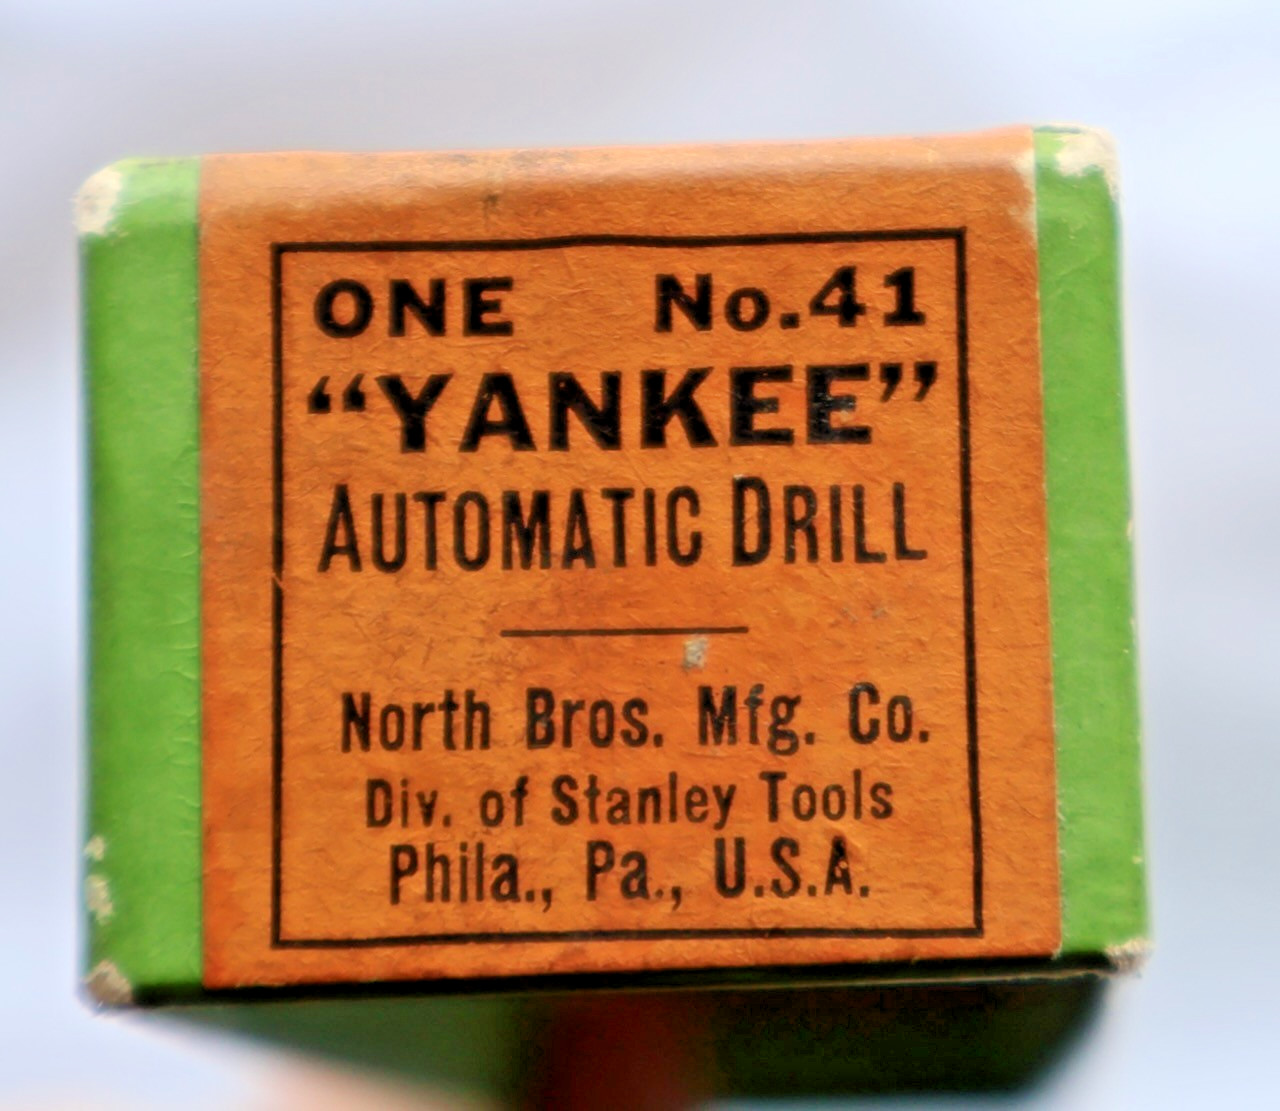 ONE No.41
“YANKEE”
AUTOMATIC DRILL
North Bros. Mfg. Co.
Div. of Stanley Tools
Phila., Pa., U.S.A.